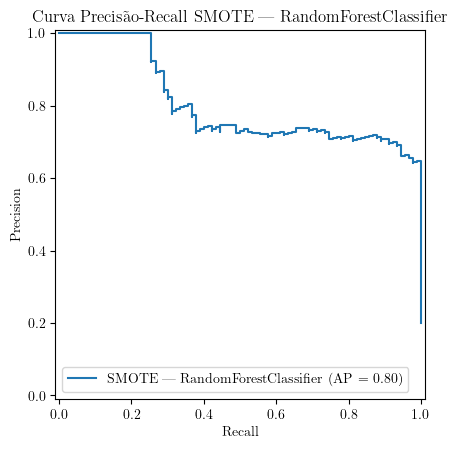 Curva Precisão-Recall SMOTE — RandomForestClassifier
1.0
0.8
0.6
0.4
0.2
0.0
Precision
SMOTE — RandomForestClassifier (AP = 0.80)
0.0 0.2 0.4 0.6 0.8 1.0
Recall